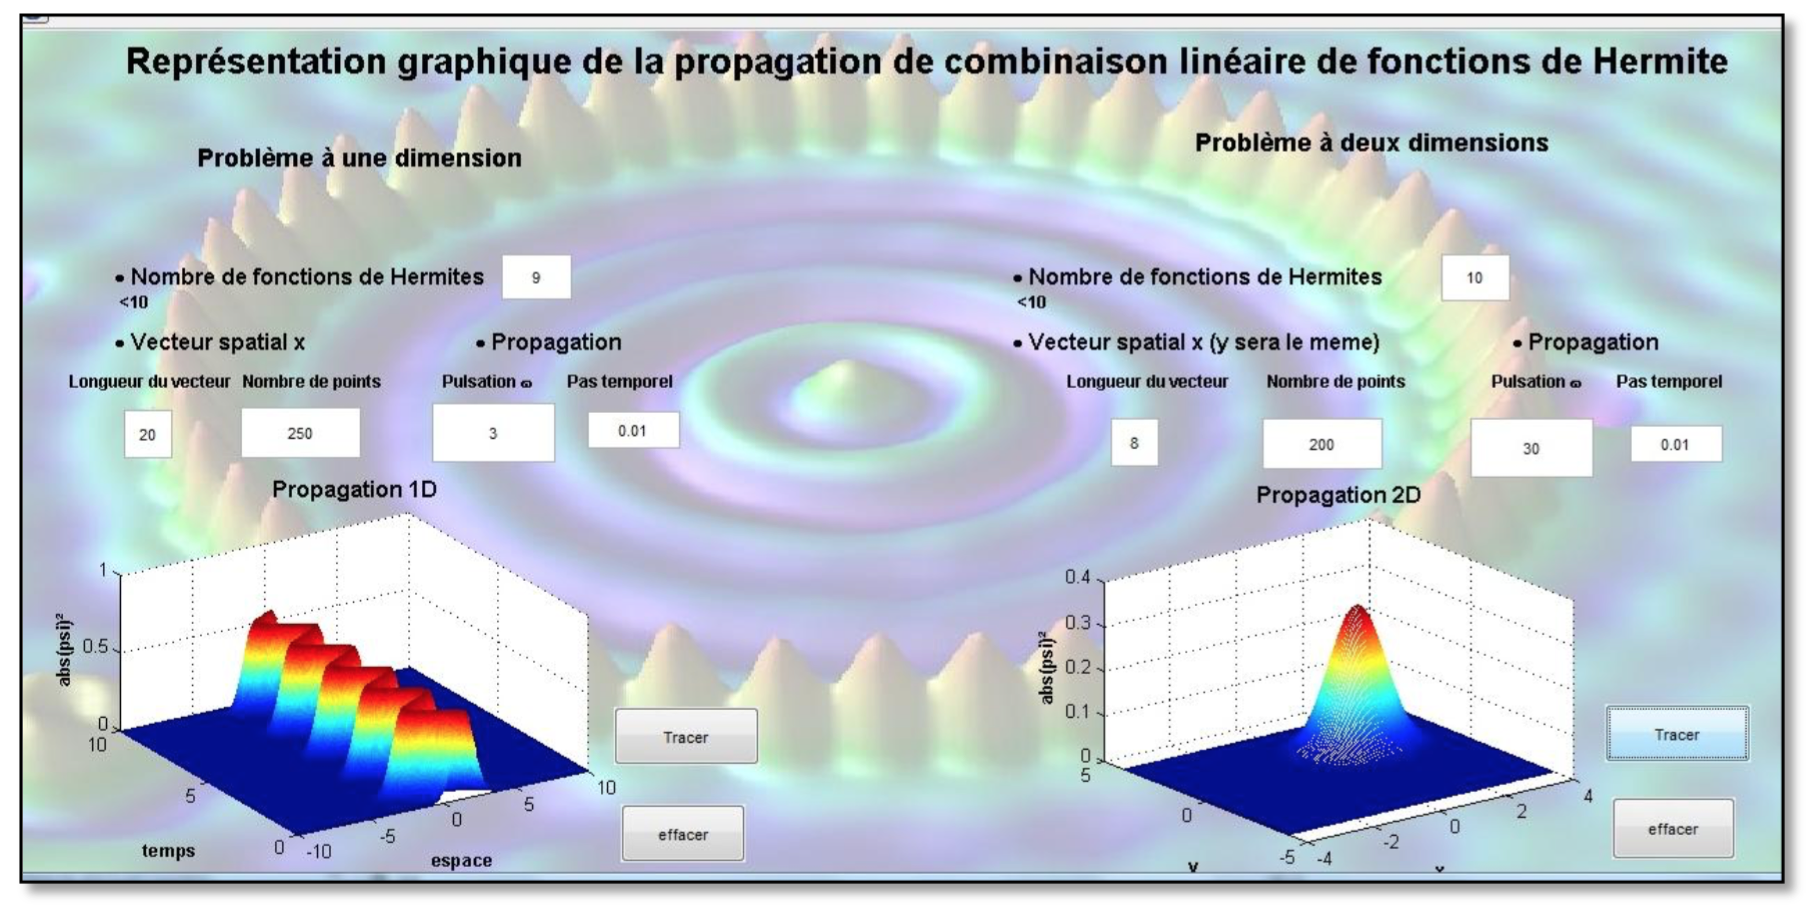 Représentation graphique de la propagation de combinaison linéaire de fonctions de Hermite
Problème à une dimension
• Nombre de fonctions de Hermites 9
<10
• Vecteur spatial x • Propagation
Longueur du vecteur Nombre de points Pulsation ω Pas temporel
20 250 3 0.01
Propagation 1D
1
0.5
0
abs(psi)²
10
5
0
temps
-10
-5
0
5
10
espace
Tracer
effacer
Problème à deux dimensions
• Nombre de fonctions de Hermites 10
<10
• Vecteur spatial x (y sera le meme) • Propagation
Longueur du vecteur Nombre de points Pulsation ω Pas temporel
8 200 30 0.01
Propagation 2D
0.4
0.3
0.2
0.1
0
abs(psi)²
5
0
-5
-4
-2
0
2
4
Tracer
effacer